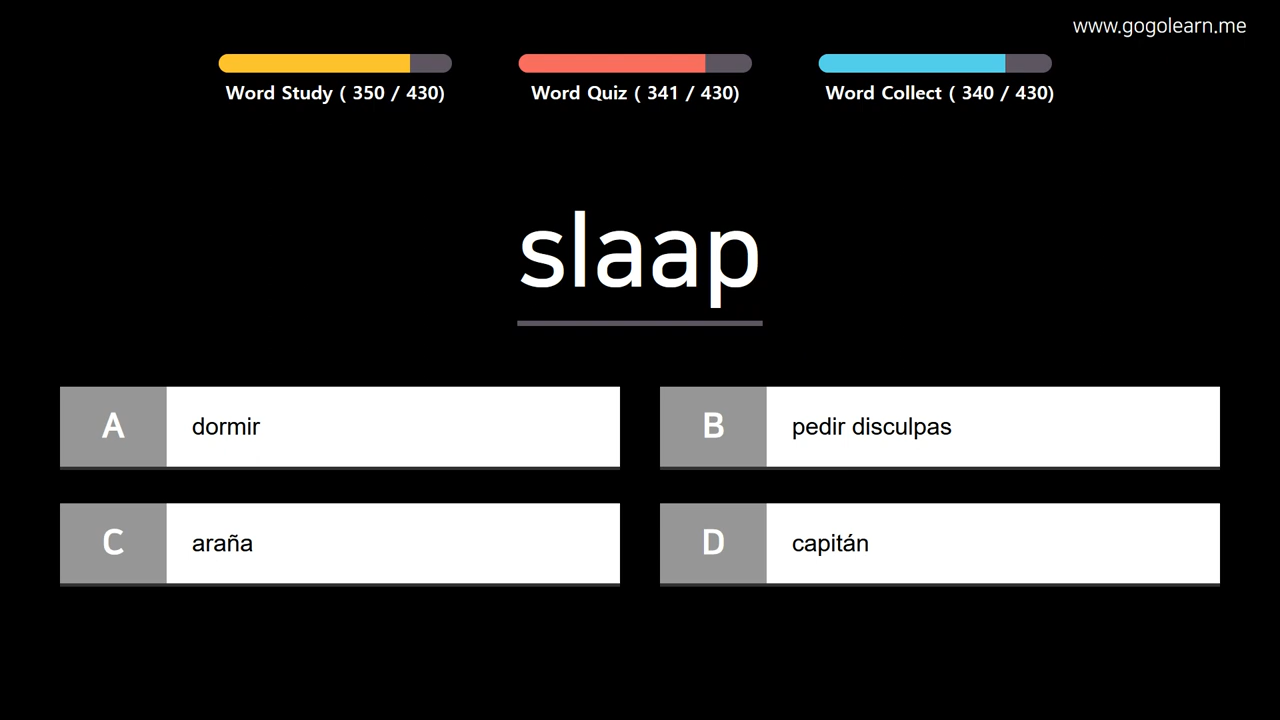 www.gogolearn.me
Word Study ( 350 / 430)
Word Quiz ( 341 / 430)
Word Collect ( 340 / 430)
slaap
A dormir
B pedir disculpas
C araña
D capitán